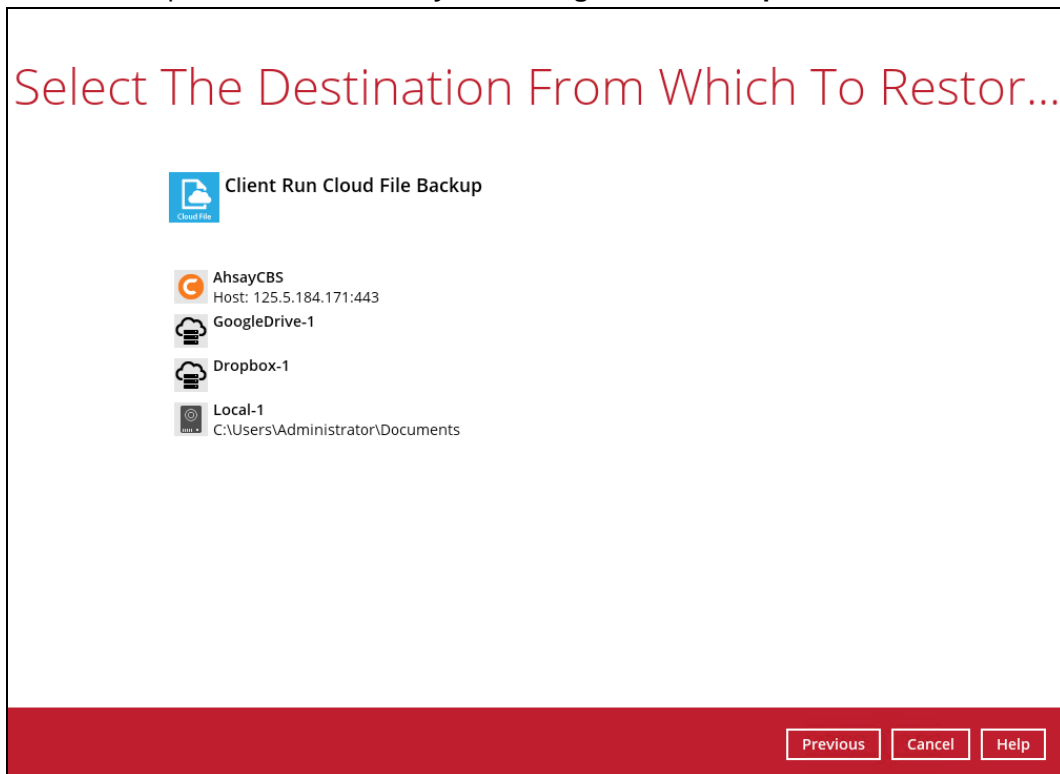 Select The Destination From Which To Restor...
Client Run Cloud File Backup
Cloud File
AhsayCBS
Host: 125.5.184.171:443
GoogleDrive-1
Dropbox-1
Local-1
C:\Users\Administrator\Documents
Previous Cancel Help